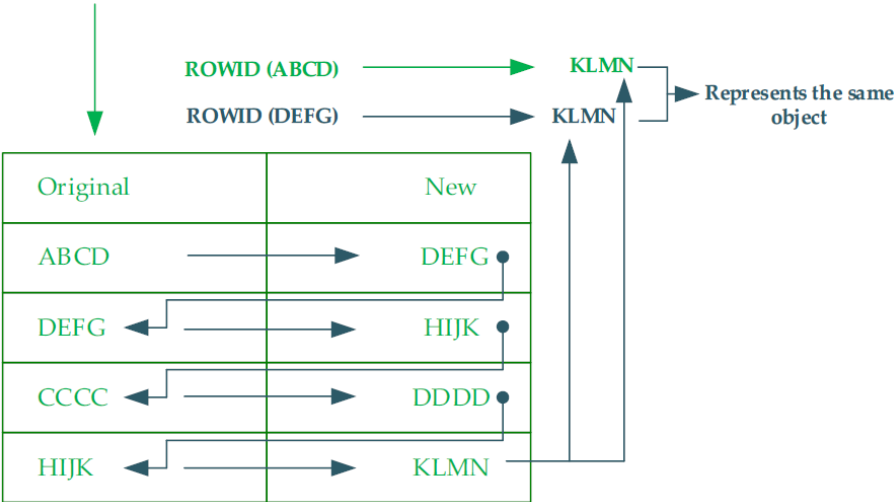 ROWID (ABCD) KLMN
ROWID (DEFG) KLMN
Represents the same
object
Original New
ABCD DEFG
DEFG HIJK
CCCC DDDD
HIJK KLMN